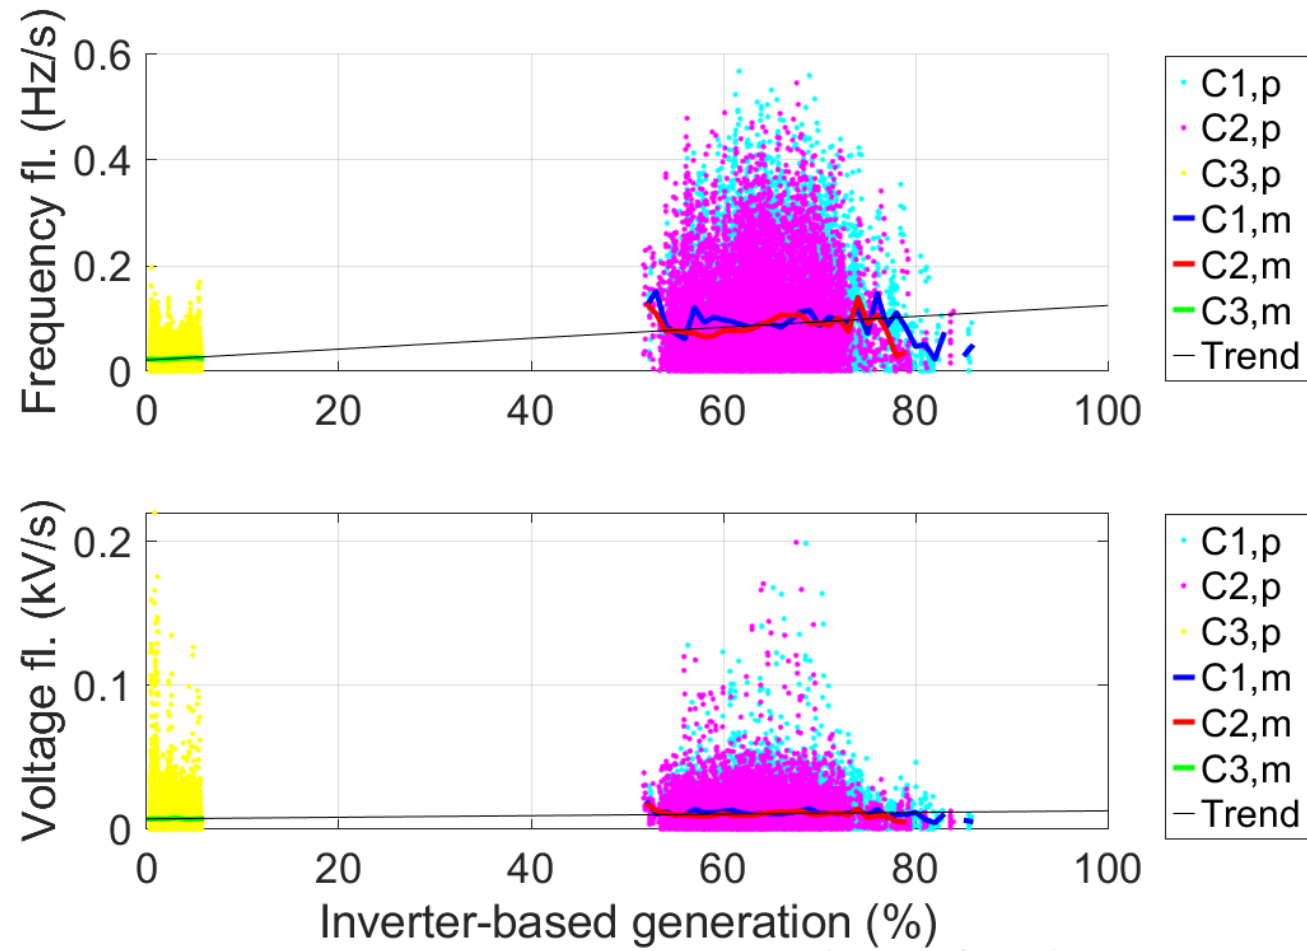 Frequency fl. (Hz/s)
0.6
0.4
0.2
0
0 20 40 60 80 100
C1,p
C2,p
C3,p
C1,m
C2,m
C3,m
Trend
Voltage fl. (kV/s)
0.2
0.1
0
0 20 40 60 80 100
Inverter-based generation (%)
C1,p
C2,p
C3,p
C1,m
C2,m
C3,m
Trend